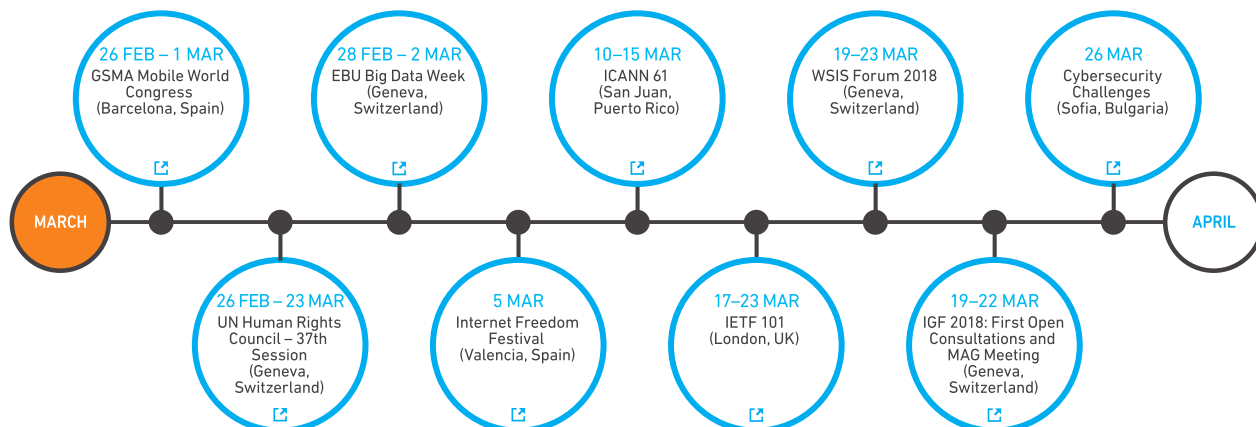 MARCH
26 FEB – 1 MAR
GSMA Mobile World
Congress
(Barcelona, Spain)
26 FEB – 23 MAR
UN Human Rights
Council – 37th
Session
(Geneva,
Switzerland)
28 FEB – 2 MAR
EBU Big Data Week
(Geneva,
Switzerland)
5 MAR
Internet Freedom
Festival
(Valencia, Spain)
10–15 MAR
ICANN 61
(San Juan,
Puerto Rico)
17–23 MAR
IETF 101
(London, UK)
19–23 MAR
WSIS Forum 2018
(Geneva,
Switzerland)
19–22 MAR
IGF 2018: First Open
Consultations and
MAG Meeting
(Geneva,
Switzerland)
26 MAR
Cybersecurity
Challenges
(Sofia, Bulgaria)
APRIL